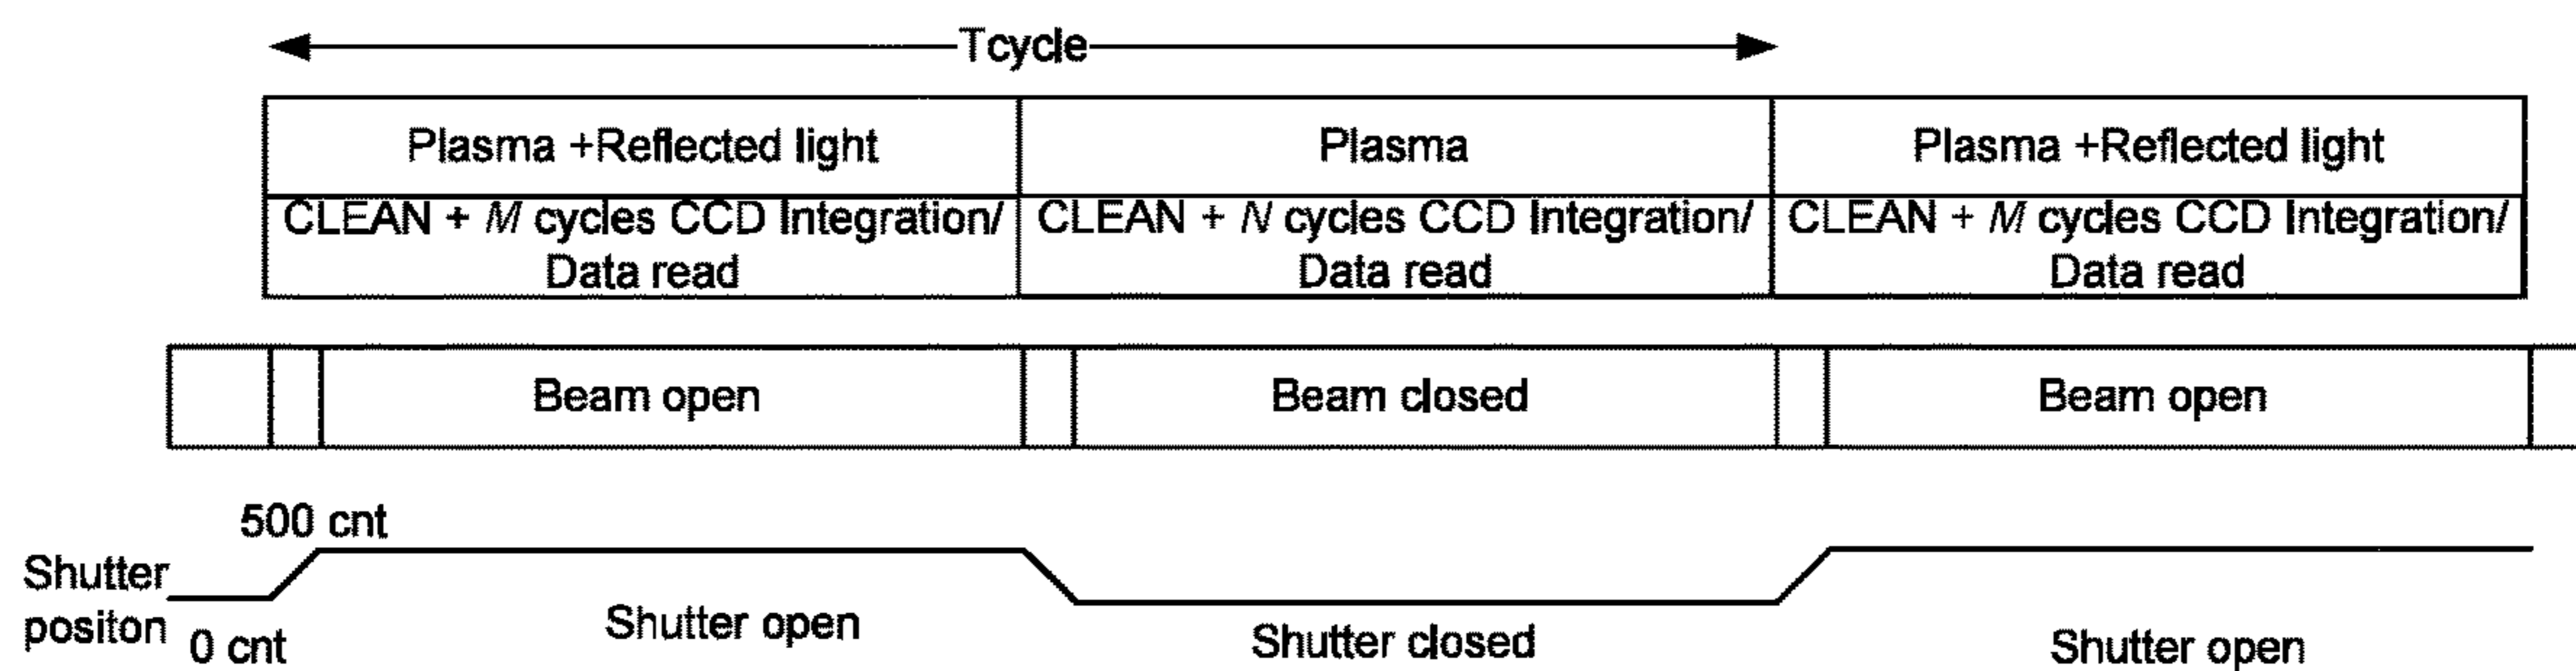 Tcycle
Plasma +Reflected light
Plasma
Plasma +Reflected light
CLEAN + M cycles CCD Integration/
Data read
CLEAN + N cycles CCD Integration/
Data read
CLEAN + M cycles CCD Integration/
Data read
Beam open
Beam closed
Beam open
500 cnt
Shutter
positon
0 cnt
Shutter open
Shutter closed
Shutter open